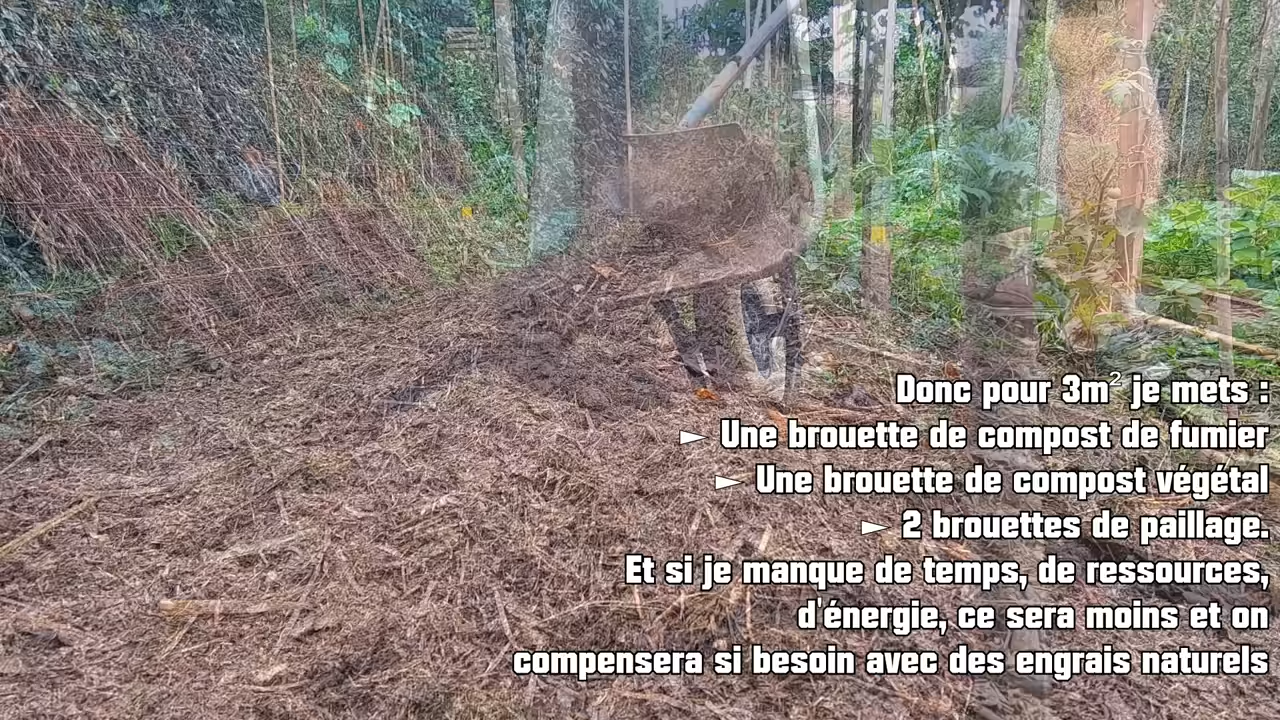 Donc pour 3m² je mets :
► Une brouette de compost de fumier
► Une brouette de compost végétal
► 2 brouettes de paillage.
Et si je manque de temps, de ressources,
d'énergie, ce sera moins et on
compensera si besoin avec des engrais naturels